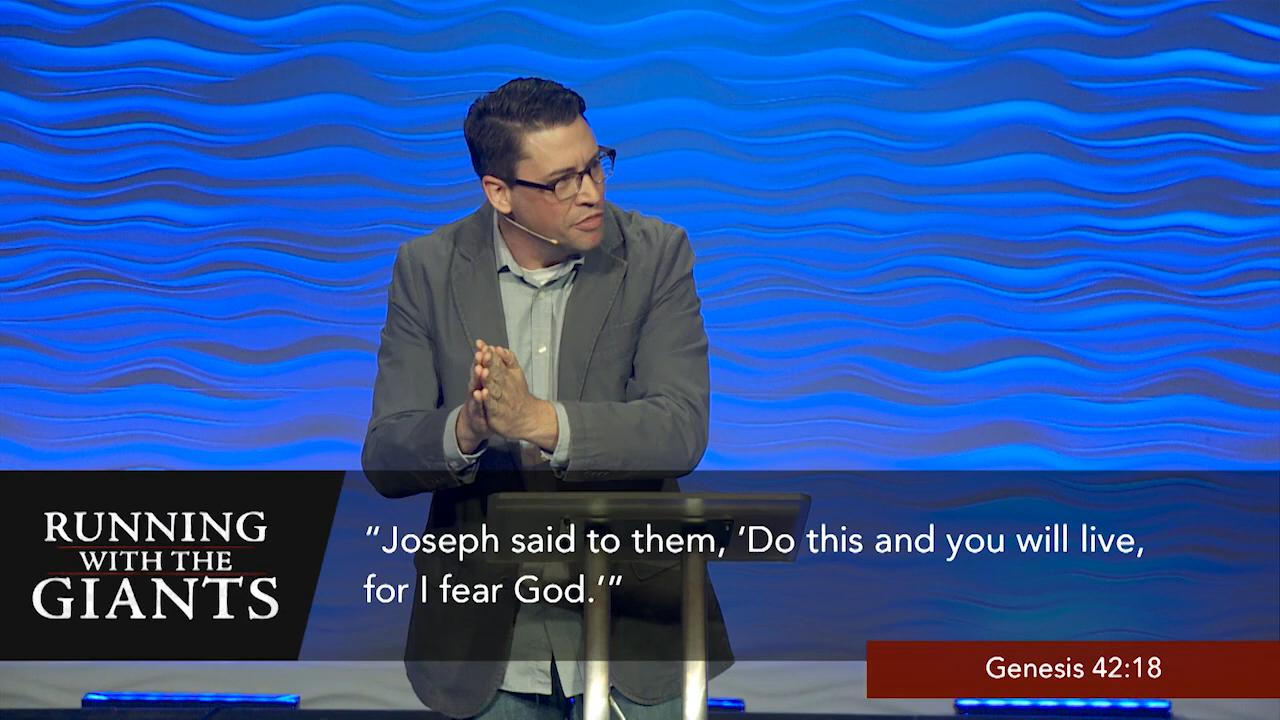 RUNNING
WITH THE
GIANTS
“Joseph said to them, ‘Do this and you will live,
for I fear God.’”
Genesis 42:18